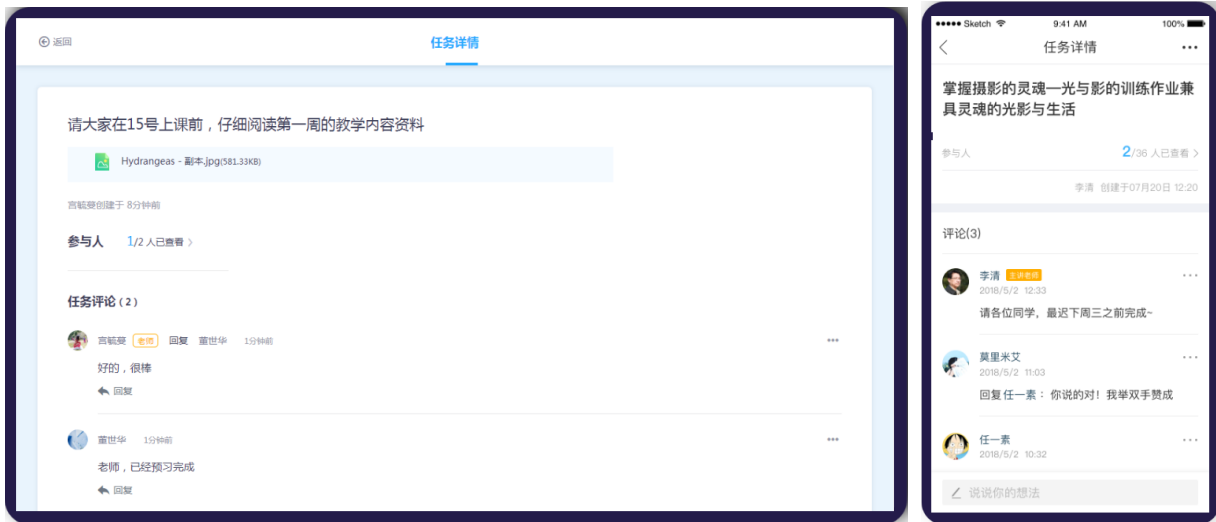 返回
任务详情
请大家在15号上课前，仔细阅读第一周的教学内容资料
Hydrangeas - 副本.jpg(581.33KB)
言毓蔓创建于 8分钟前
参与人 1/2 人已查看 >
任务评论（2）
言毓蔓 老师 回复 董世华 1分钟前
好的，很棒
回复
董世华 1分钟前
老师，已经预习完成
回复
Sketch 9:41 AM 100%
任务详情
掌握摄影的灵魂—光与影的训练作业兼
具灵魂的光影与生活
参与人 2/36 人已查看 >
李清 创建于07月20日 12:20
评论(3)
李清 主讲老师
2018/5/2 12:33
请各位同学，最迟下周三之前完成~
莫里米艾
2018/5/2 11:03
回复任一素：你说的对！我举双手赞成
任一素
2018/5/2 10:32
说说你的想法